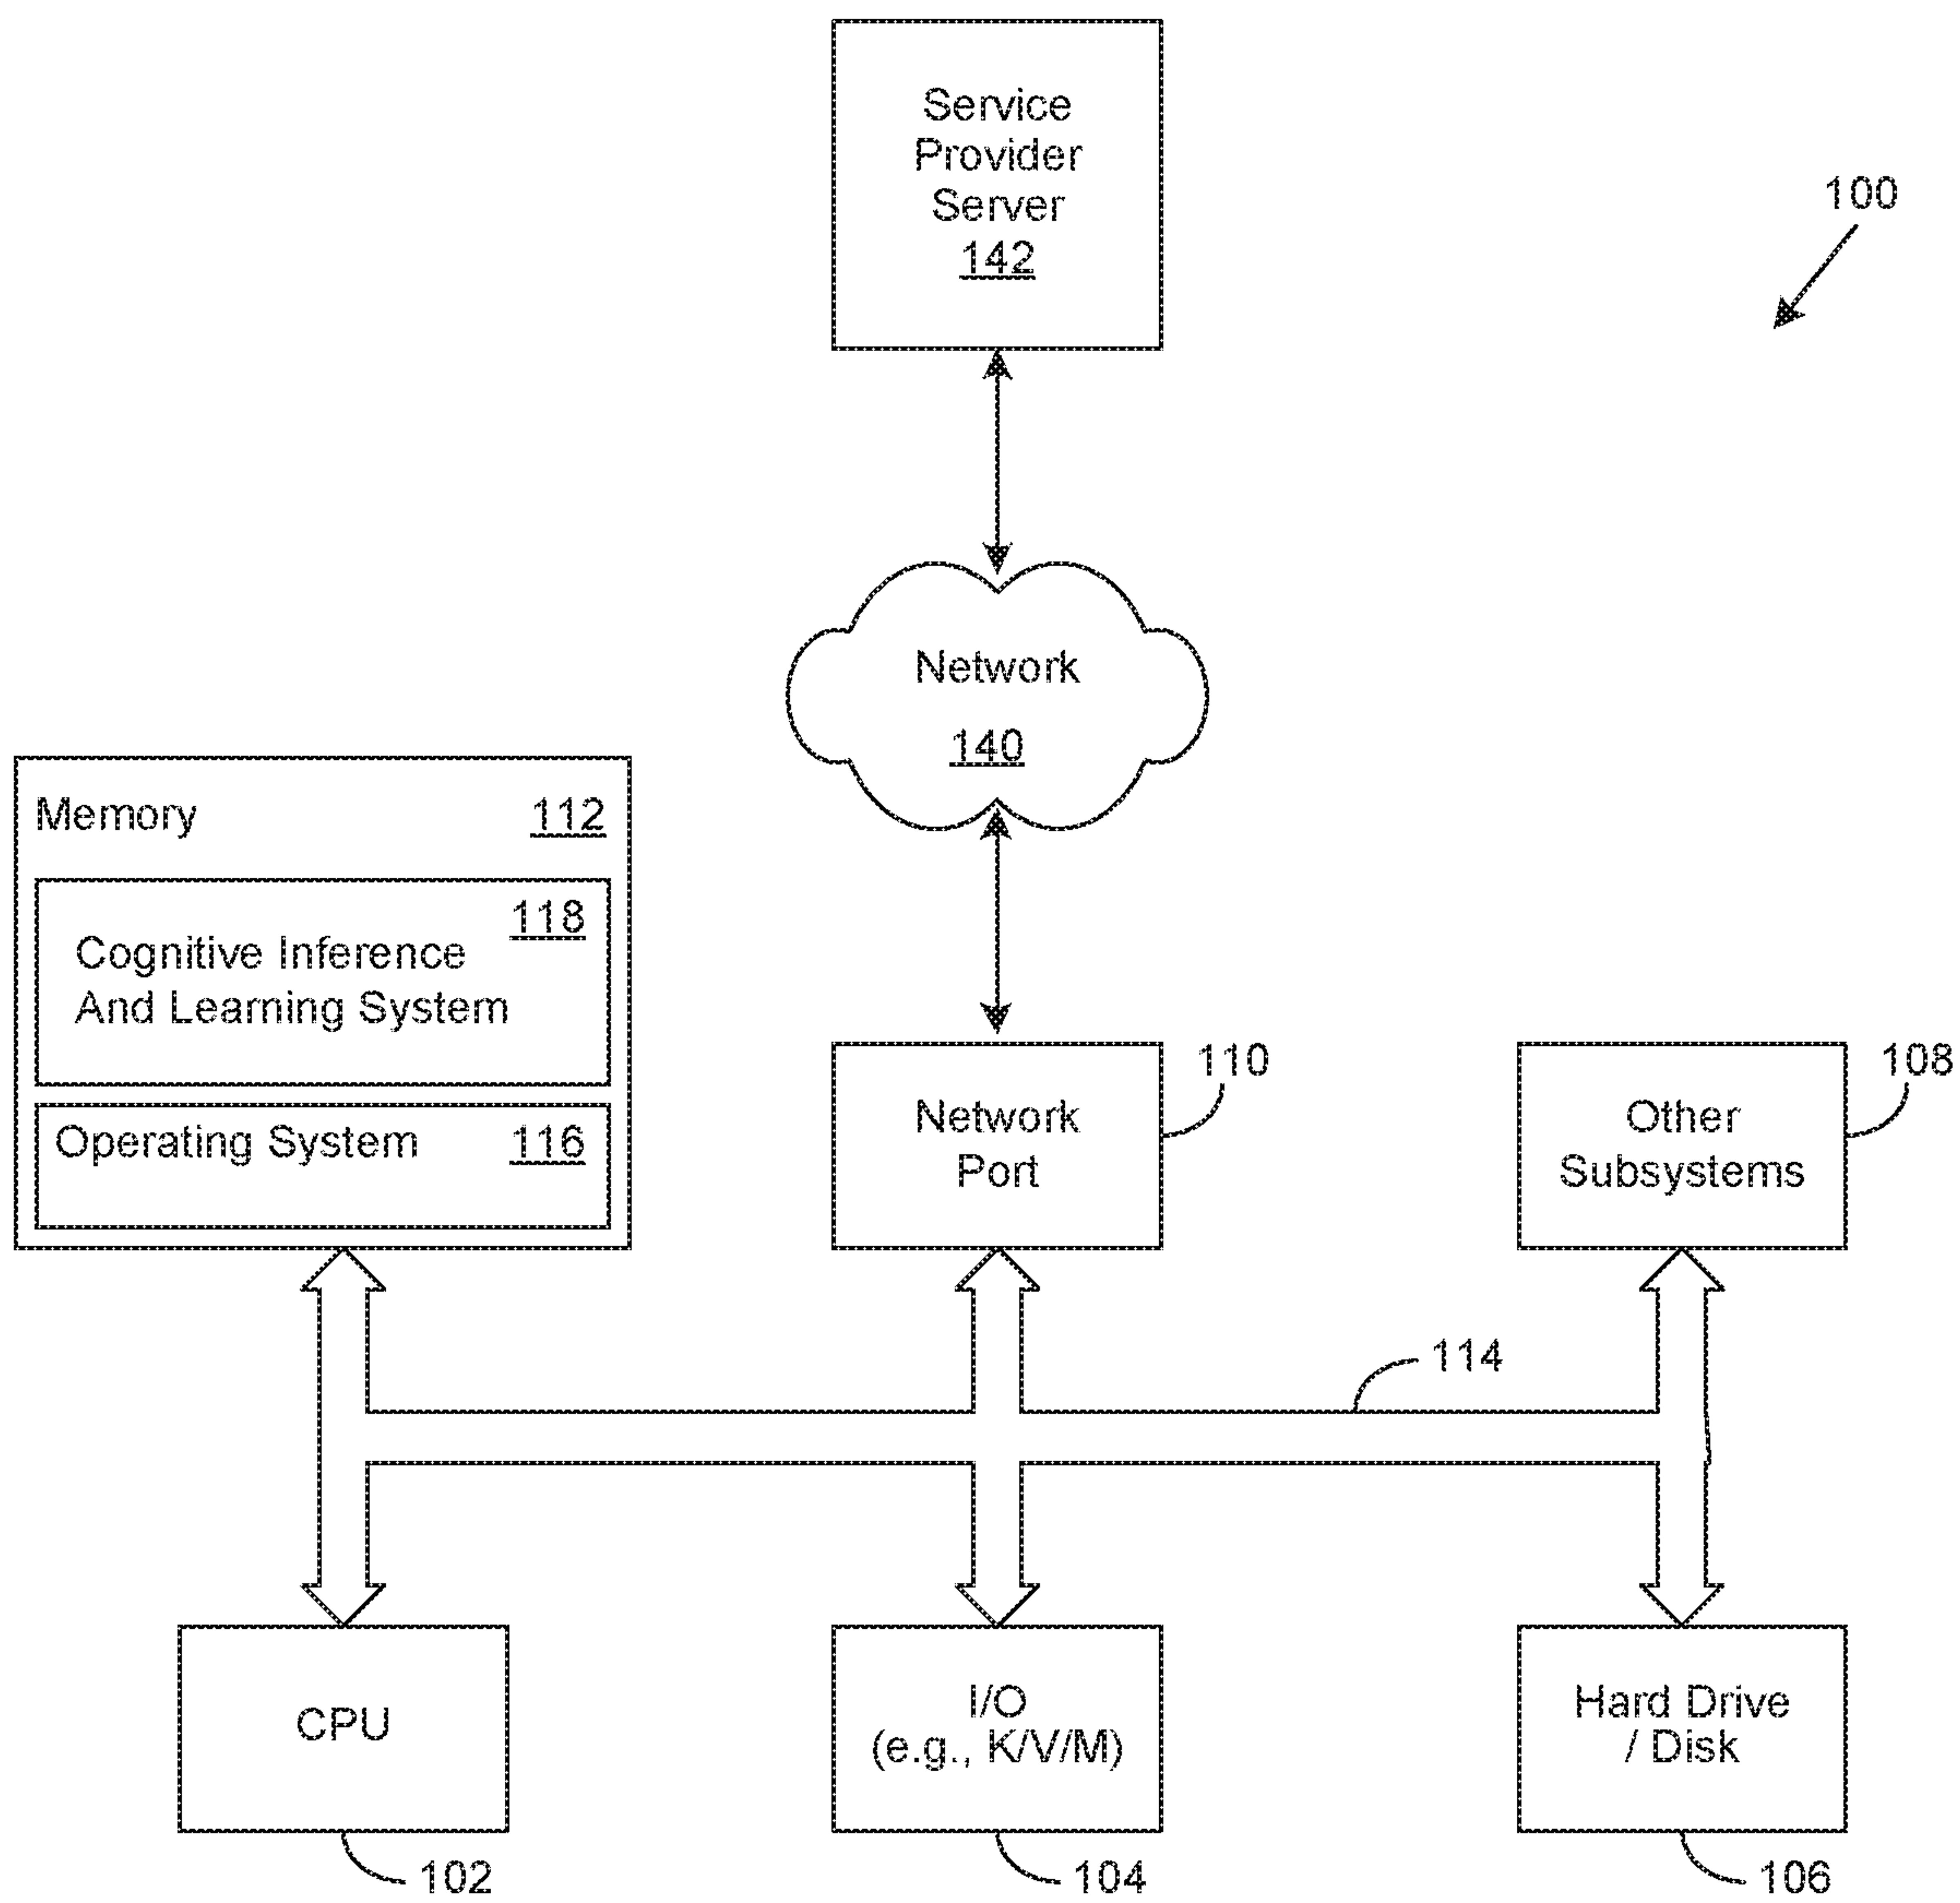 Service
Provider
Server
142
100
Network
140
Memory 112
118
Cognitive Inference
And Learning System
Operating System 116
110
Network
Port
108
Other
Subsystems
114
CPU
102
I/O
(e.g., K/V/M)
104
Hard Drive
/ Disk
106